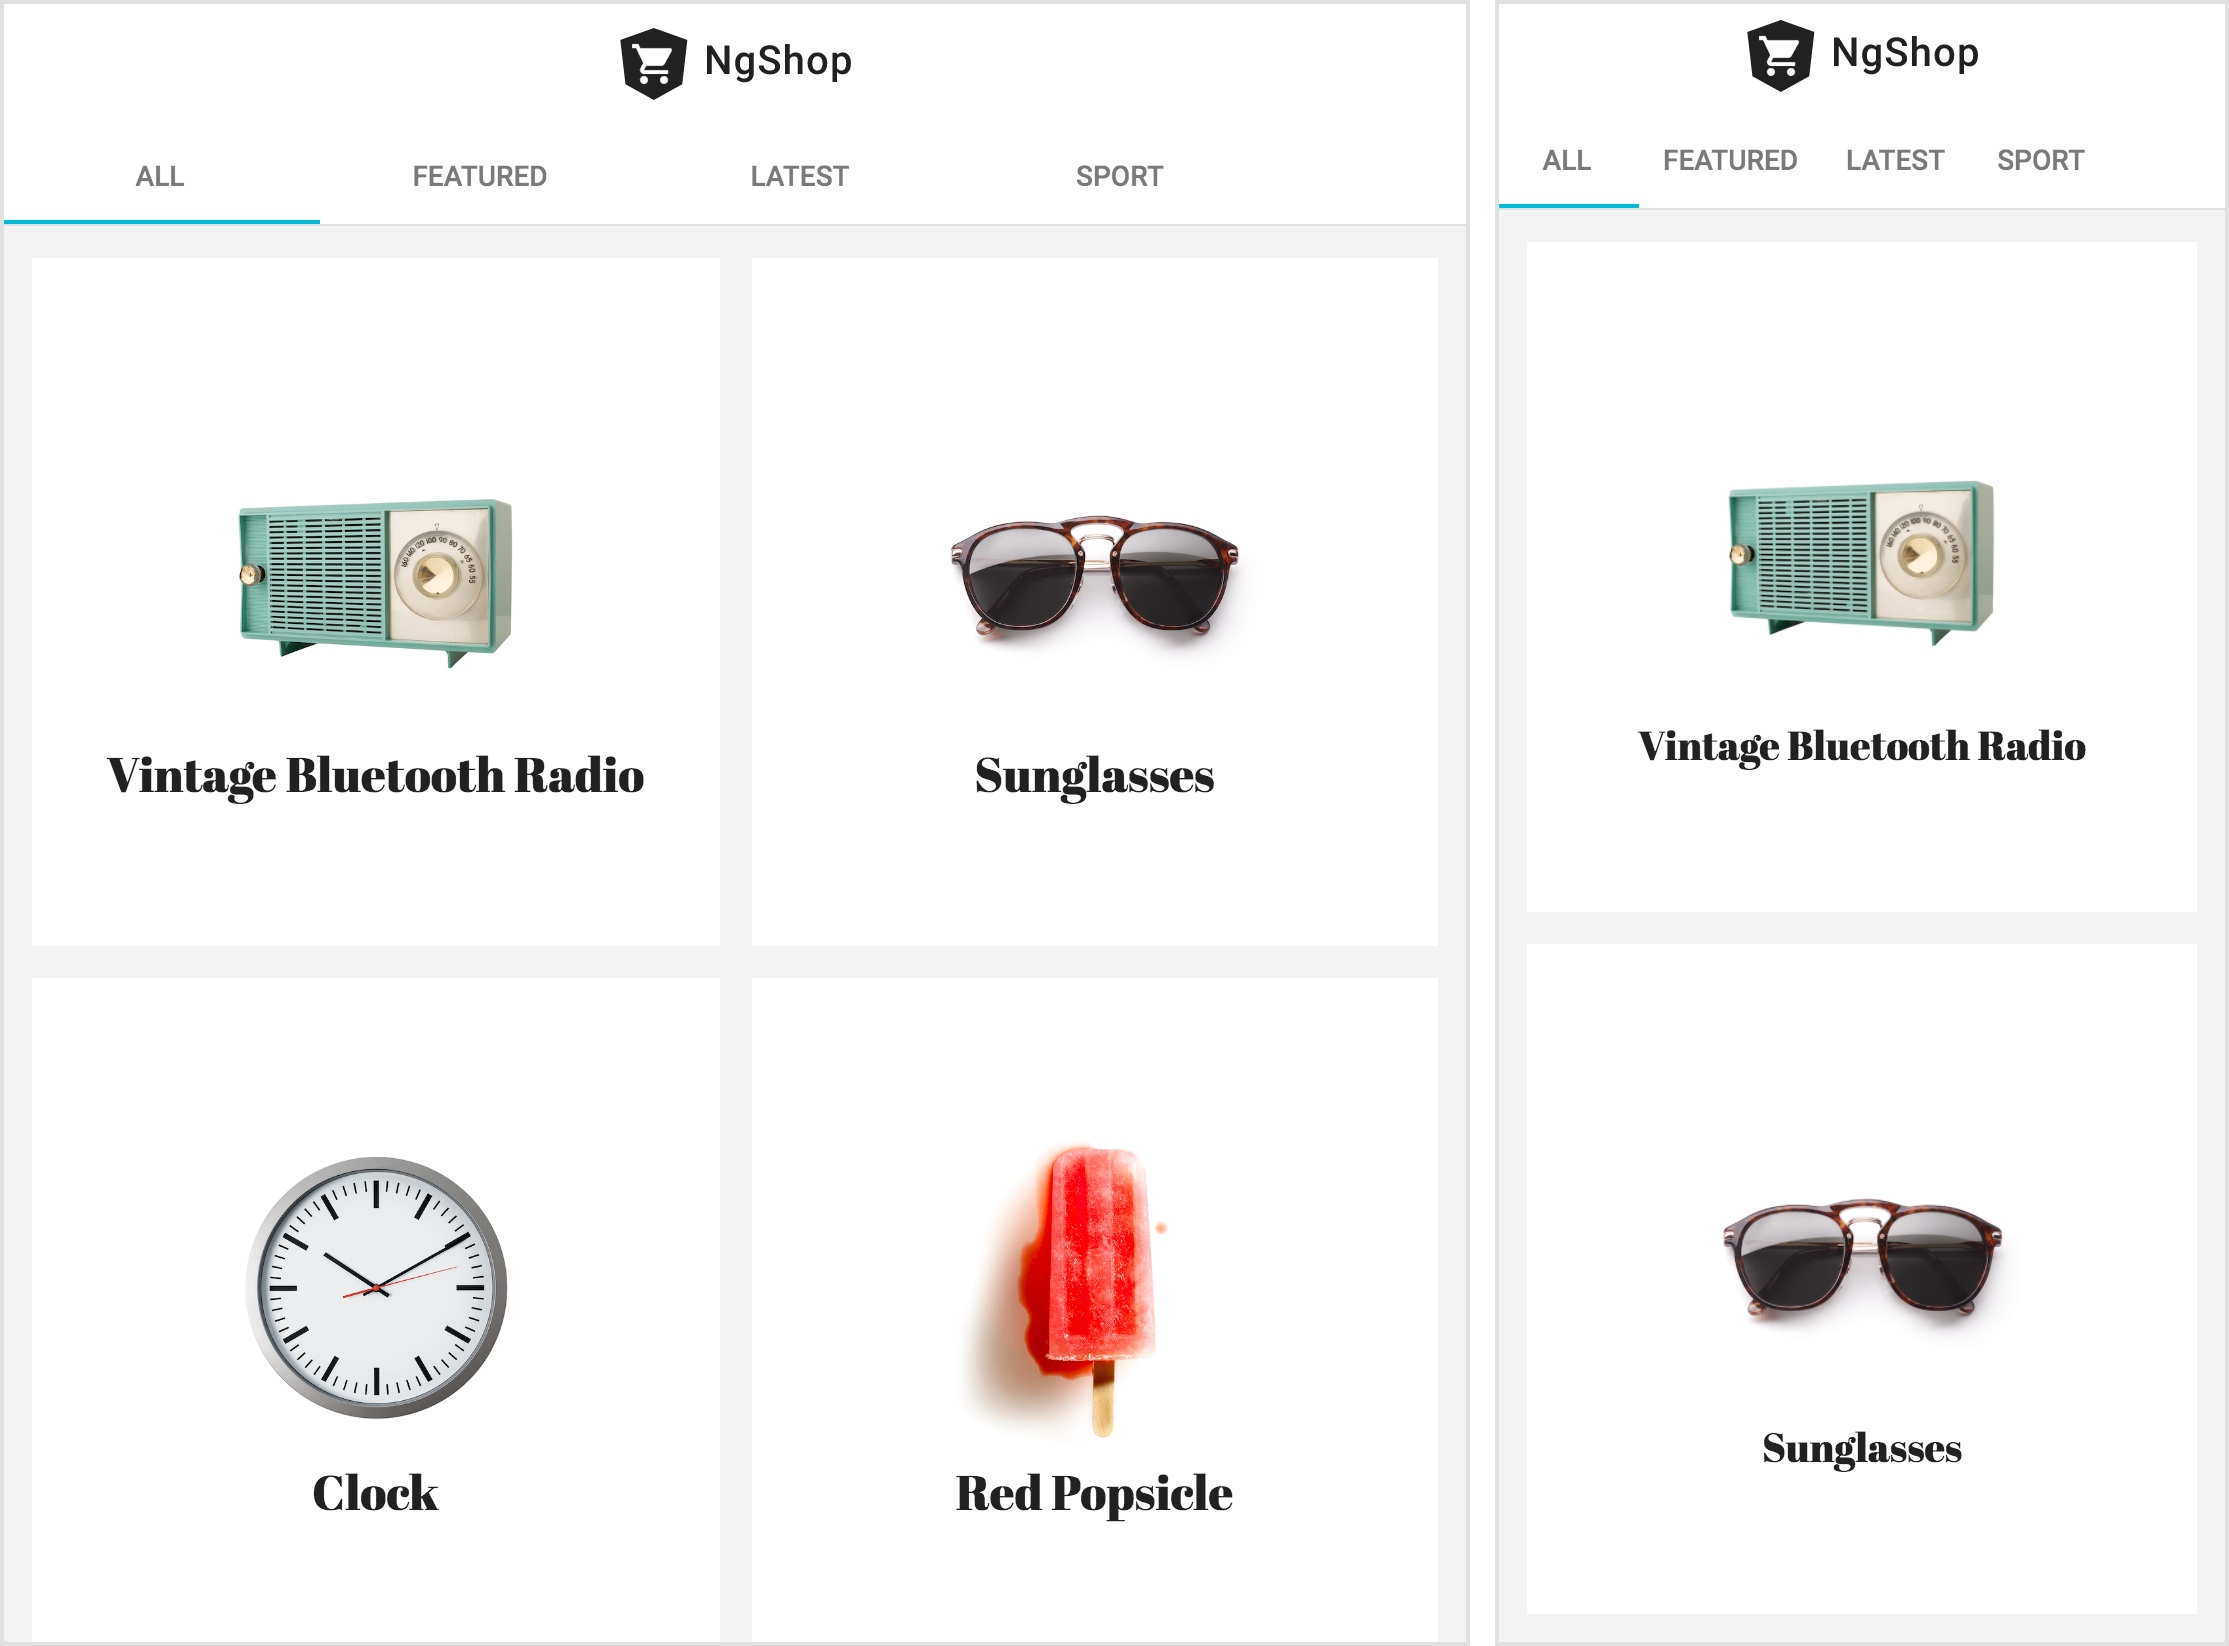 NgShop
ALL FEATURED LATEST SPORT
Vintage Bluetooth Radio
Sunglasses
Clock
Red Popsicle
NgShop
ALL FEATURED LATEST SPORT
Vintage Bluetooth Radio
Sunglasses